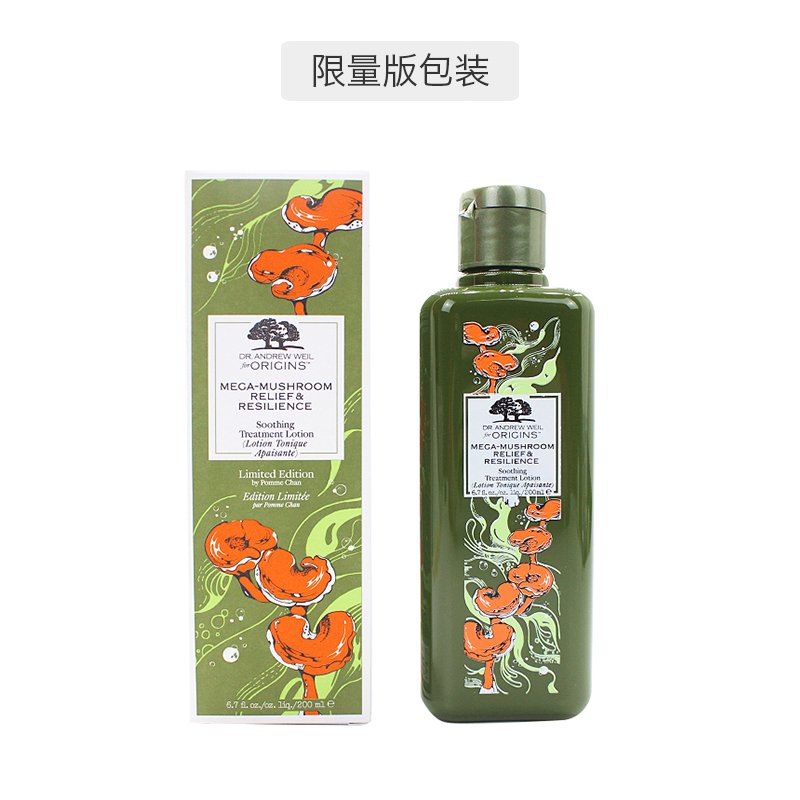 限量版包装
DR. ANDREW WEIL
for ORIGINS™
MEGA-MUSHROOM
RELIEF &
RESILIENCE
Soothing
Treatment Lotion
(Lotion Tonique
Apaisante)
Limited Edition
by Pomme Chan
Edition Limitée
par Pomme Chan
6.7 fl. oz./oz. liq./200 ml ℮
DR. ANDREW WEIL
for ORIGINS™
MEGA-MUSHROOM
RELIEF &
RESILIENCE
Soothing
Treatment Lotion
(Lotion Tonique Apaisante)
6.7 fl. oz./oz. liq./200ml ℮